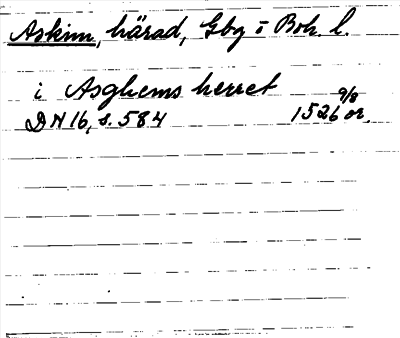 Askim, härad, Gbg o Boh l.
i Asghems herret
9/8
DN 16, s. 584 1526 or.